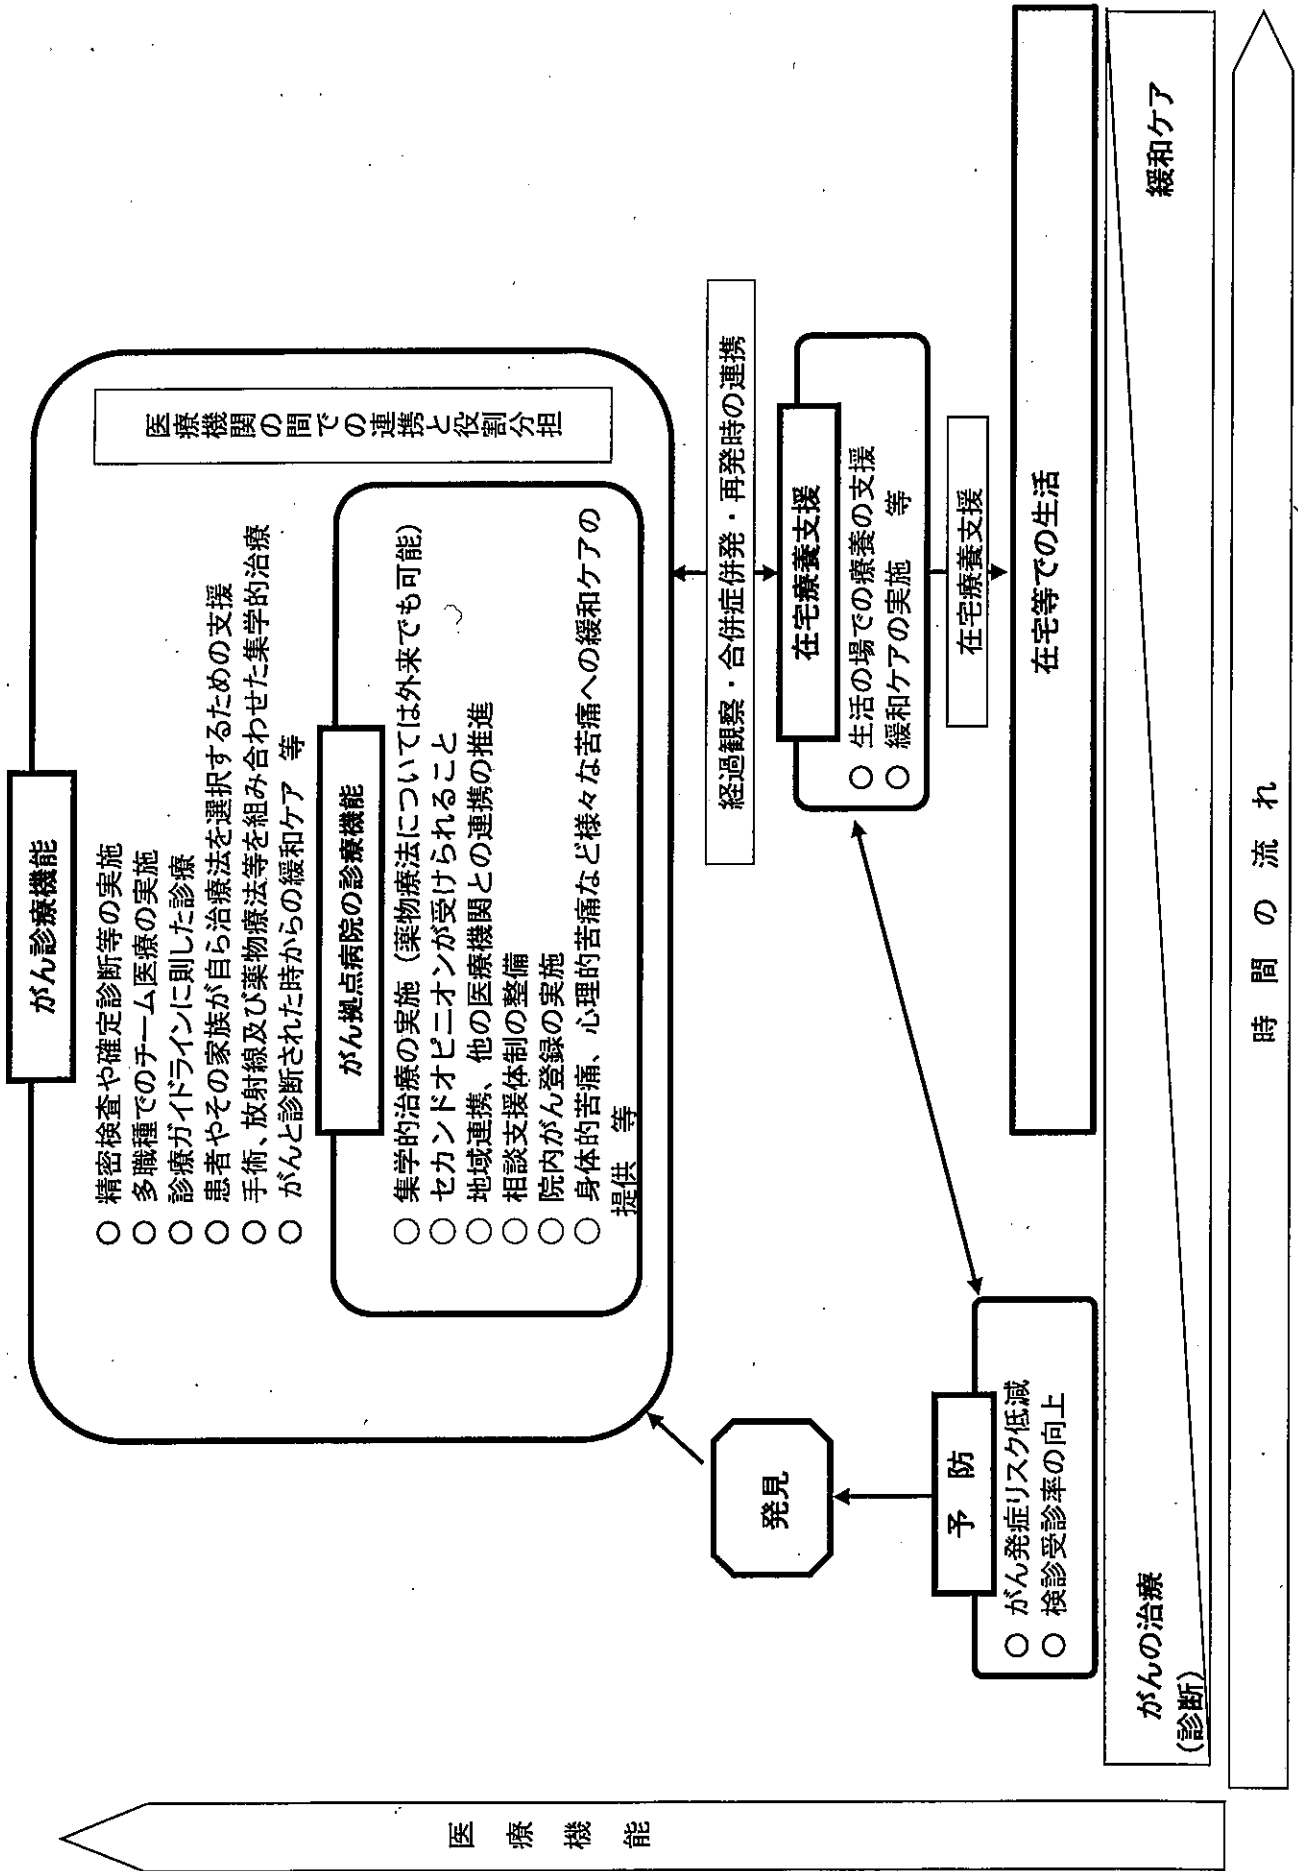 がん診療機能
○ 精密検査や確定診断等の実施
○ 多職種でのチーム医療の実施
○ 診療ガイドラインに則した診療
○ 患者やその家族が自ら治療法を選択するための支援
○ 手術、放射線及び薬物療法等を組み合わせた集学的治療
○ がんと診断された時からの緩和ケア 等
がん拠点病院の診療機能
○ 集学的治療の実施（薬物療法については外来でも可能）
○ セカンドオピニオンが受けられること
○ 地域連携、他の医療機関との連携の推進
○ 相談支援体制の整備
○ 院内がん登録の実施
○ 身体的苦痛、心理的苦痛など様々な苦痛への緩和ケアの
提供 等
医療機関の間での連携と役割分担
経過観察・合併症併発・再発時の連携
発見
在宅療養支援
○ 生活の場での療養の支援
○ 緩和ケアの実施 等
在宅療養支援
予 防
○ がん発症リスク低減
○ 検診受診率の向上
在宅等での生活
がんの治療
（診断）
緩和ケア
医 療 機 能
時 間 の 流 れ